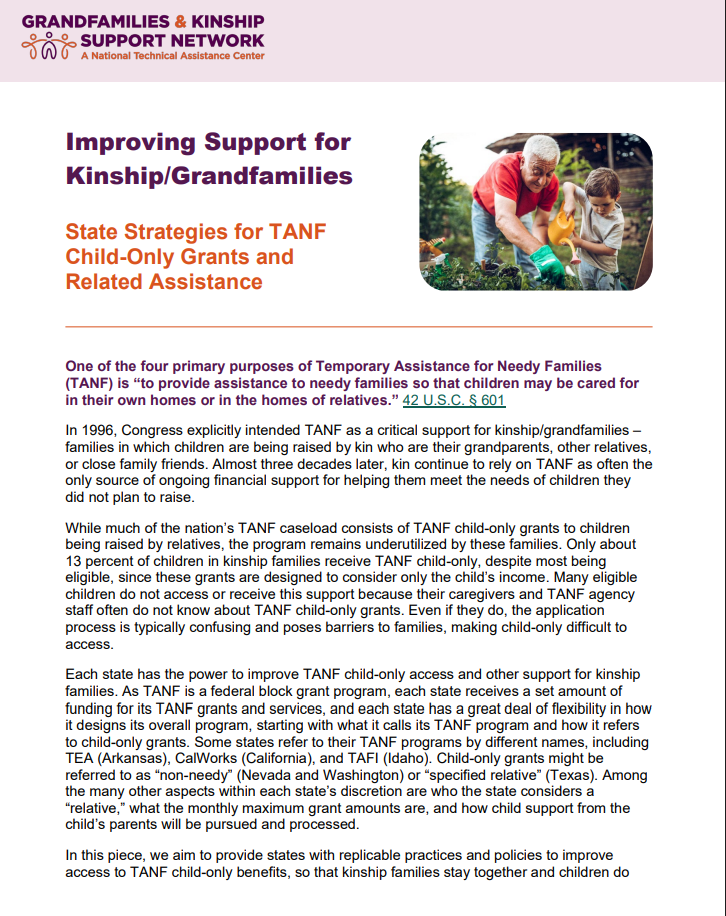 GRANDFAMILIES & KINSHIP
SUPPORT NETWORK
A National Technical Assistance Center
Improving Support for
Kinship/Grandfamilies
State Strategies for TANF
Child-Only Grants and
Related Assistance
One of the four primary purposes of Temporary Assistance for Needy Families
(TANF) is “to provide assistance to needy families so that children may be cared for
in their own homes or in the homes of relatives.” 42 U.S.C. § 601
In 1996, Congress explicitly intended TANF as a critical support for kinship/grandfamilies –
families in which children are being raised by kin who are their grandparents, other relatives,
or close family friends. Almost three decades later, kin continue to rely on TANF as often the
only source of ongoing financial support for helping them meet the needs of children they
did not plan to raise.
While much of the nation’s TANF caseload consists of TANF child-only grants to children
being raised by relatives, the program remains underutilized by these families. Only about
13 percent of children in kinship families receive TANF child-only, despite most being
eligible, since these grants are designed to consider only the child’s income. Many eligible
children do not access or receive this support because their caregivers and TANF agency
staff often do not know about TANF child-only grants. Even if they do, the application
process is typically confusing and poses barriers to families, making child-only difficult to
access.
Each state has the power to improve TANF child-only access and other support for kinship
families. As TANF is a federal block grant program, each state receives a set amount of
funding for its TANF grants and services, and each state has a great deal of flexibility in how
it designs its overall program, starting with what it calls its TANF program and how it refers
to child-only grants. Some states refer to their TANF programs by different names, including
TEA (Arkansas), CalWorks (California), and TAFI (Idaho). Child-only grants might be
referred to as “non-needy” (Nevada and Washington) or “specified relative” (Texas). Among
the many other aspects within each state’s discretion are who the state considers a
“relative,” what the monthly maximum grant amounts are, and how child support from the
child’s parents will be pursued and processed.
In this piece, we aim to provide states with replicable practices and policies to improve
access to TANF child-only benefits, so that kinship families stay together and children do